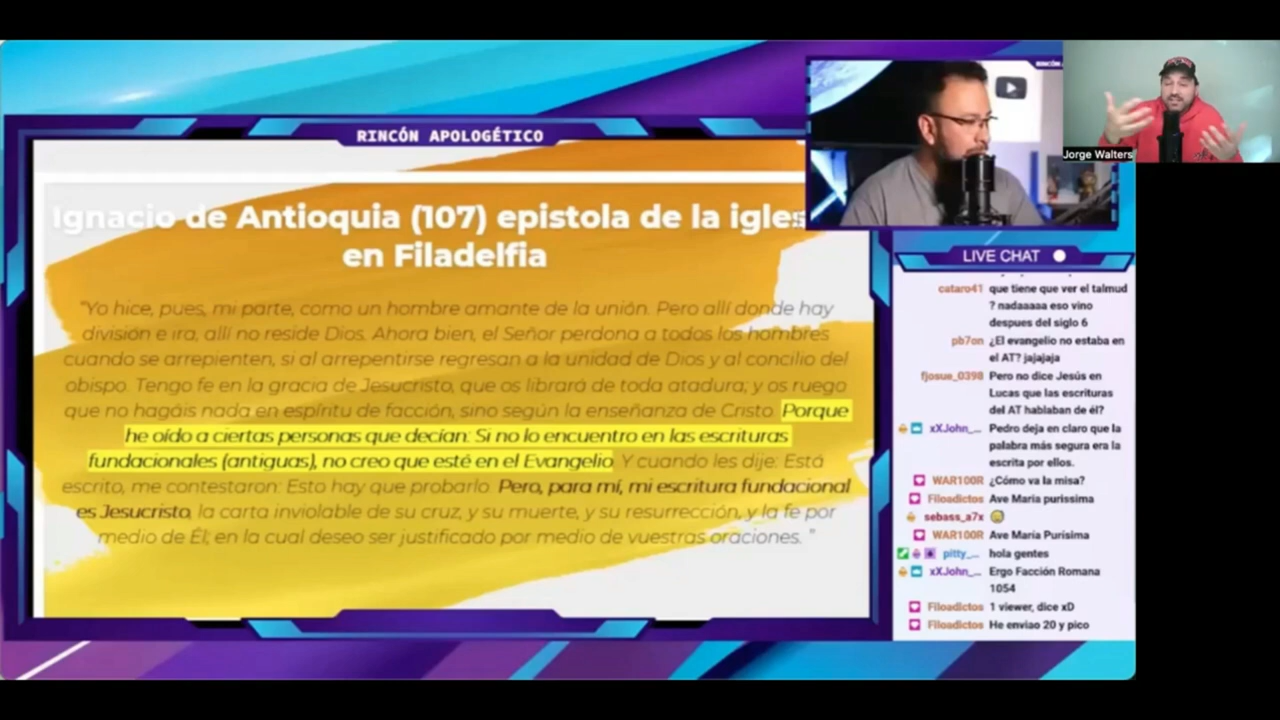 RINCÓN APOLOGÉTICO
Ignacio de Antioquia (107) epistola de la igles
en Filadelfia
"Yo hice, pues, mi parte, como un hombre amante de la unión. Pero allí donde hay
división e ira, allí no reside Dios. Ahora bien, el Señor perdona a todos los hombres
cuando se arrepienten, si al arrepentirse regresan a la unidad de Dios y al concilio del
obispo. Tengo fe en la gracia de Jesucristo, que os librará de toda atadura; y os ruego
que no hagáis nada en espíritu de facción, sino según la enseñanza de Cristo. Porque
he oído a ciertas personas que decían: Si no lo encuentro en las escrituras
fundacionales (antiguas), no creo que esté en el Evangelio. Y cuando les dije: Está
escrito, me contestaron: Esto hay que probarlo. Pero, para mí, mi escritura fundacional
es Jesucristo, la carta inviolable de su cruz, y su muerte, y su resurrección, y la fe por
medio de Él; en la cual deseo ser justificado por medio de vuestras oraciones. "
Jorge Walters
LIVE CHAT
cataro41 que tiene que ver el talmud
? nadaaaaa eso vino
despues del siglo 6
pb7on ¿El evangelio no estaba en
el AT? jajajaja
fjosue_0398 Pero no dice Jesús en
Lucas que las escrituras
del AT hablaban de él?
xXJohn_... Pedro deja en claro que la
palabra más segura era la
escrita por ellos.
WAR100R ¿Cómo va la misa?
Filoadictos Ave Maria purissima
sebass_a7x
WAR100R Ave María Purísima
pitty_... hola gentes
xXJohn_... Ergo Facción Romana
1054
Filoadictos 1 viewer, dice xD
Filoadictos He enviao 20 y pico